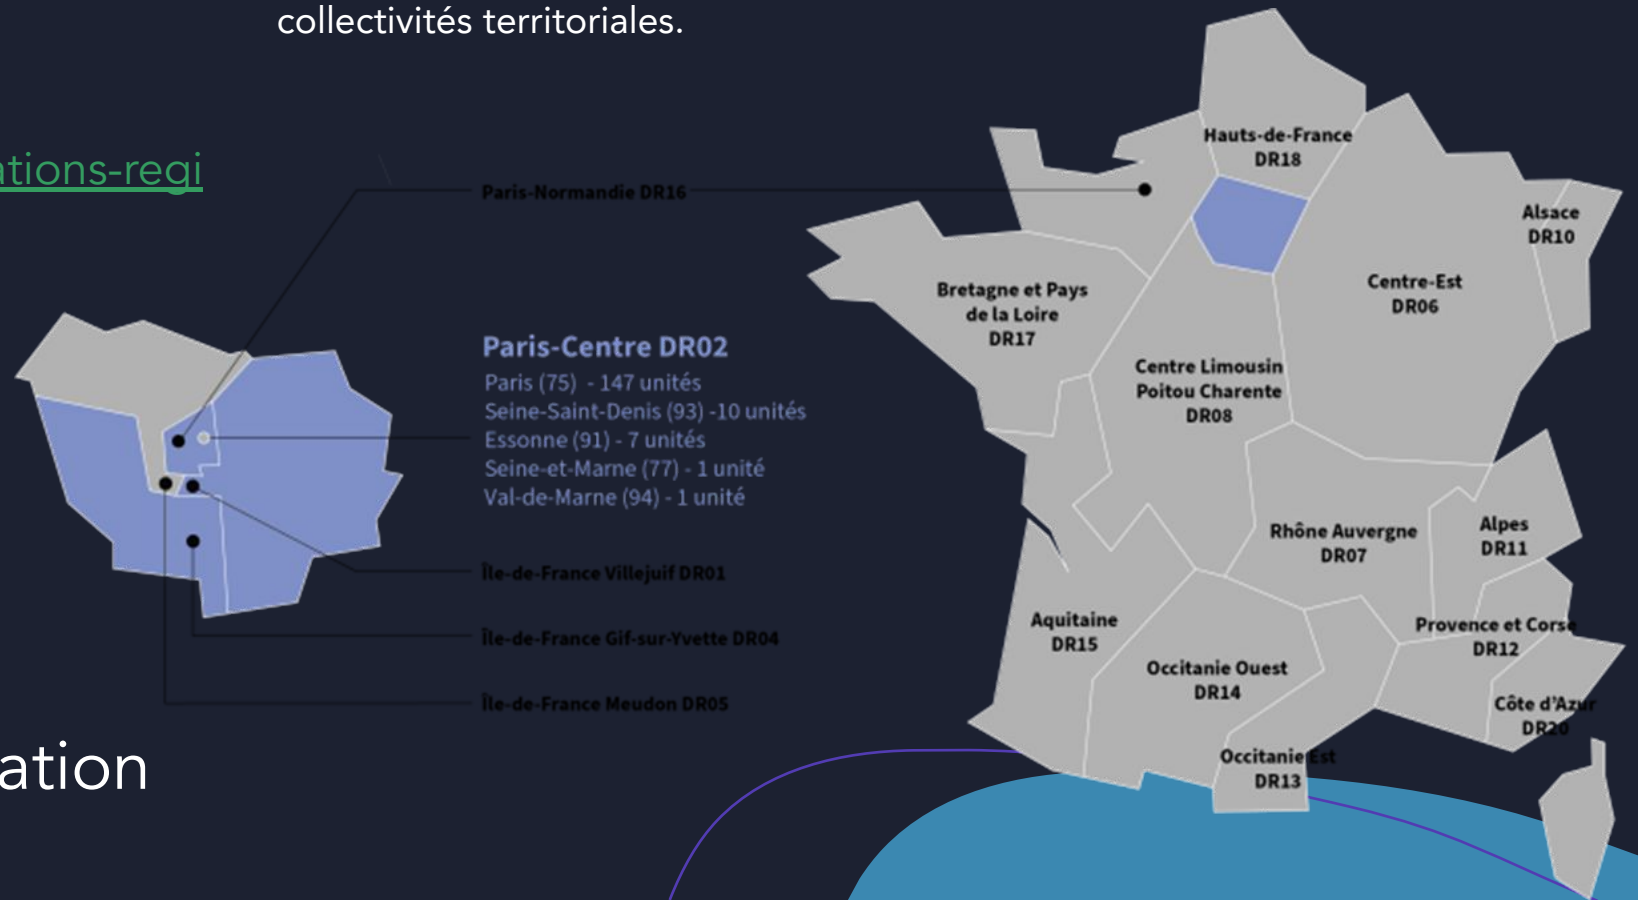 collectivités territoriales.
ations-regi
Paris-Normandie DR16
Paris-Centre DR02
Paris (75) - 147 unités
Seine-Saint-Denis (93) -10 unités
Essonne (91) - 7 unités
Seine-et-Marne (77) - 1 unité
Val-de-Marne (94) - 1 unité
Île-de-France Villejuif DR01
Île-de-France Gif-sur-Yvette DR04
Île-de-France Meudon DR05
ation
Hauts-de-France
DR18
Alsace
DR10
Centre-Est
DR06
Bretagne et Pays
de la Loire
DR17
Centre Limousin
Poitou Charente
DR08
Rhône Auvergne
DR07
Alpes
DR11
Aquitaine
DR15
Provence et Corse
DR12
Occitanie Ouest
DR14
Côte d'Azur
DR20
Occitanie Est
DR13